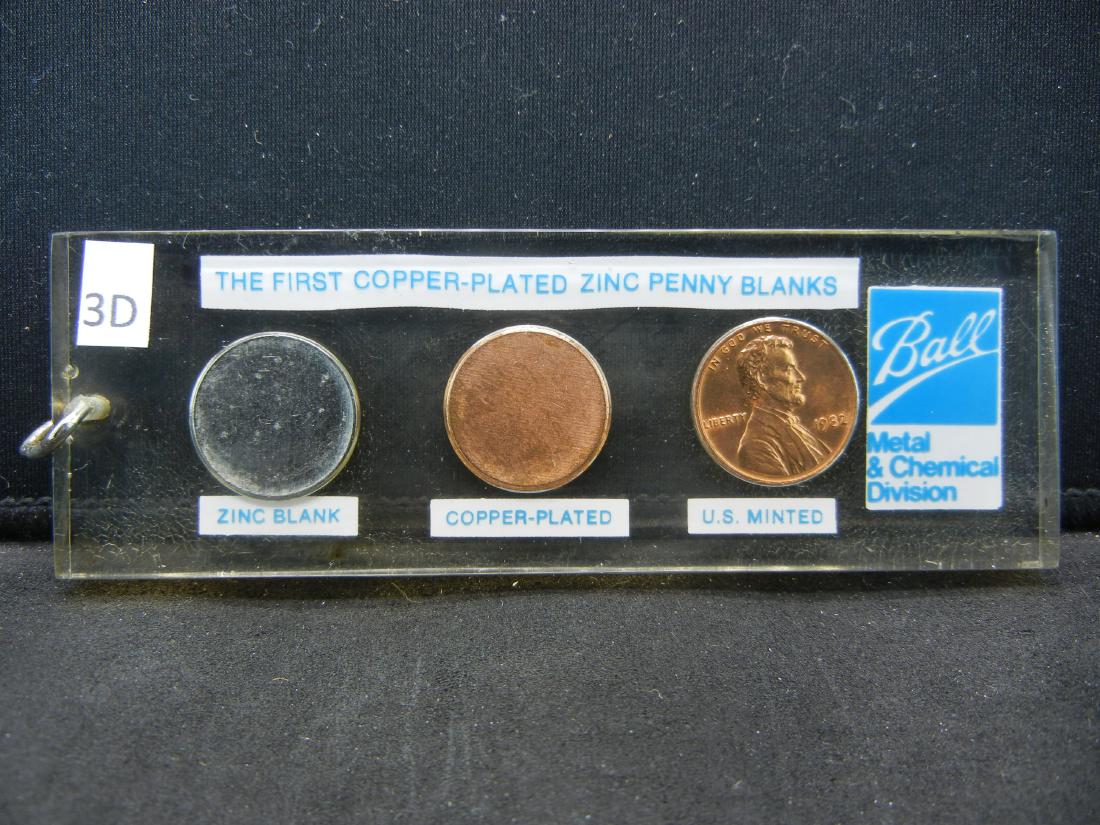 3D
THE FIRST COPPER-PLATED ZINC PENNY BLANKS
IN GOD WE TRUST
LIBERTY
1982
ZINC BLANK
COPPER-PLATED
U.S. MINTED
Ball
Metal
& Chemical
Division